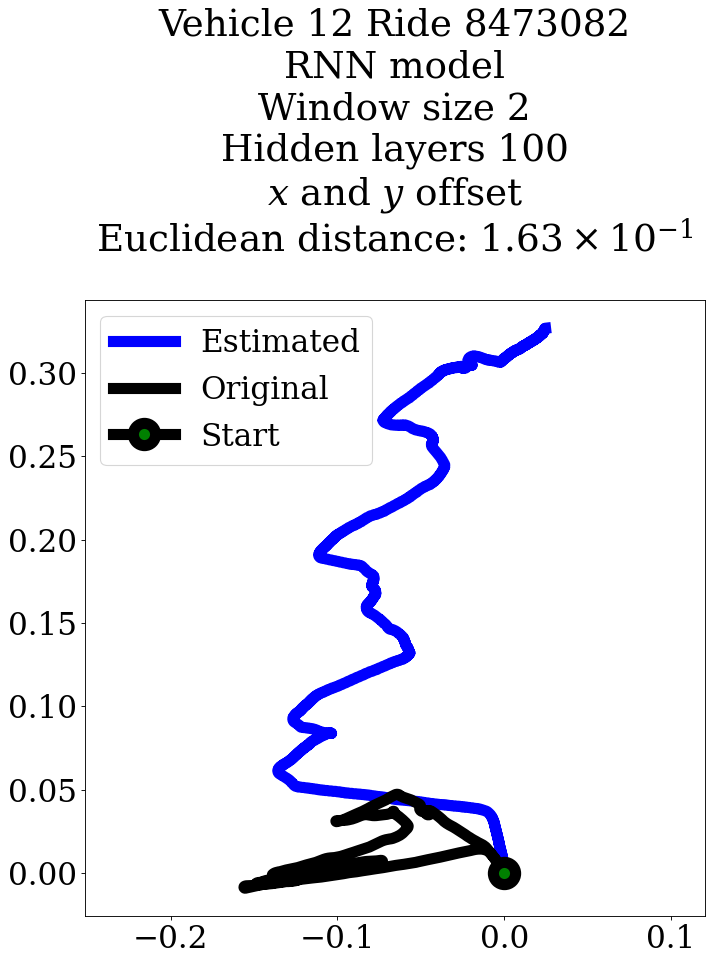 Vehicle 12 Ride 8473082
RNN model
Window size 2
Hidden layers 100
x and y offset
Euclidean distance: 1.63 × 10⁻¹
Estimated
Original
Start
0.30
0.25
0.20
0.15
0.10
0.05
0.00
−0.2 −0.1 0.0 0.1